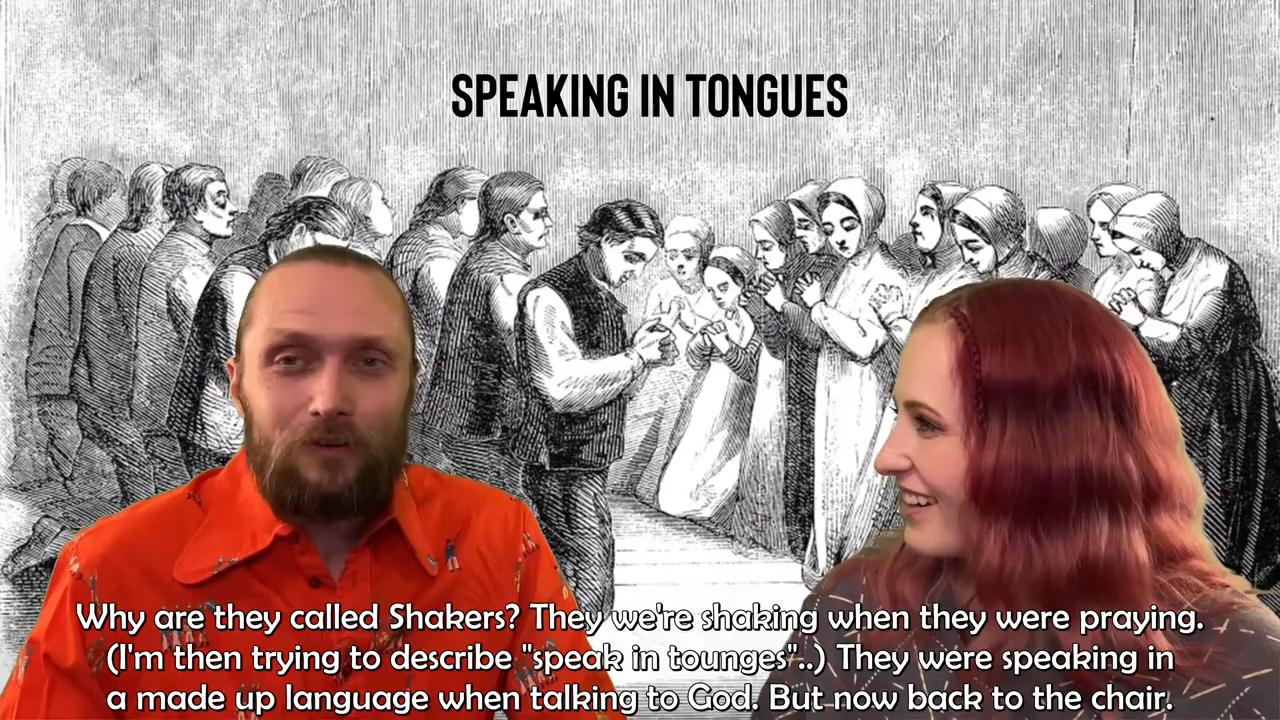 SPEAKING IN TONGUES
Why are they called Shakers? They we're shaking when they were praying.
(I'm then trying to describe "speak in tounges"..) They were speaking in
a made up language when talking to God. But now back to the chair.